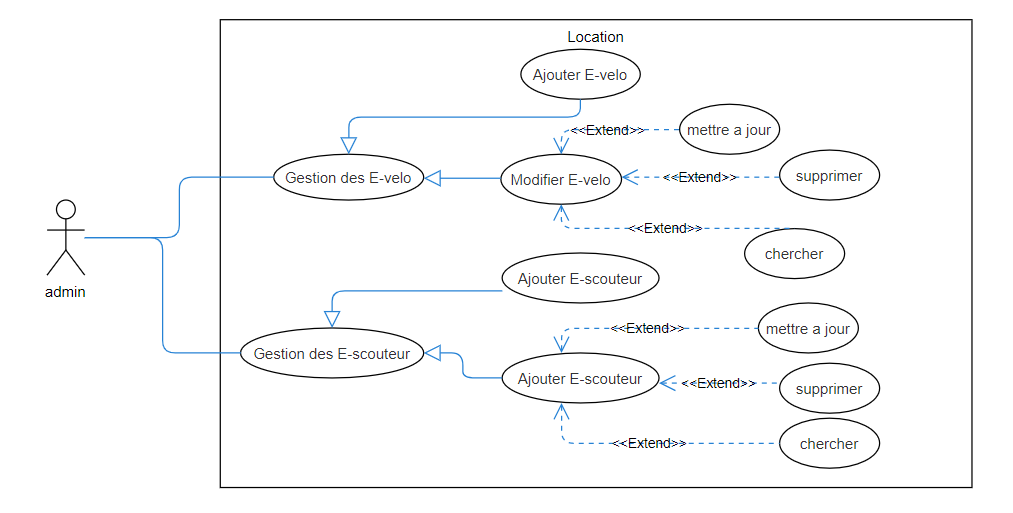 Location
Ajouter E-velo
<<Extend>>
mettre a jour
Gestion des E-velo
Modifier E-velo
<<Extend>>
supprimer
<<Extend>>
chercher
admin
Ajouter E-scouteur
<<Extend>>
mettre a jour
Gestion des E-scouteur
Ajouter E-scouteur
<<Extend>>
supprimer
<<Extend>>
chercher